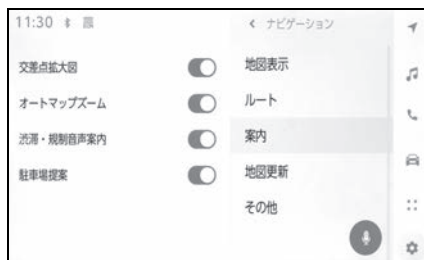 11:30
ナビゲーション
交差点拡大図
オートマップズーム
渋滞・規制音声案内
駐車場提案
地図表示
ルート
案内
地図更新
その他